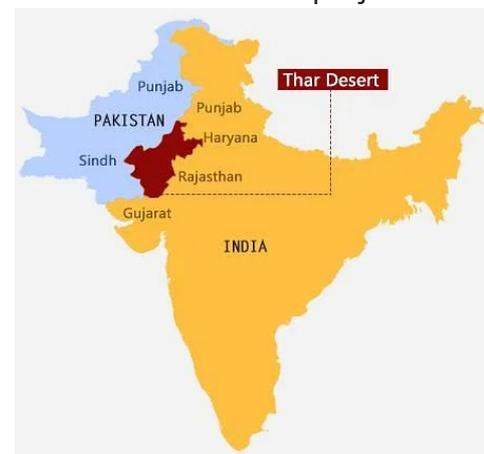 Thar Desert
Punjab
Punjab
PAKISTAN
Haryana
Sindh
Rajasthan
Gujarat
INDIA